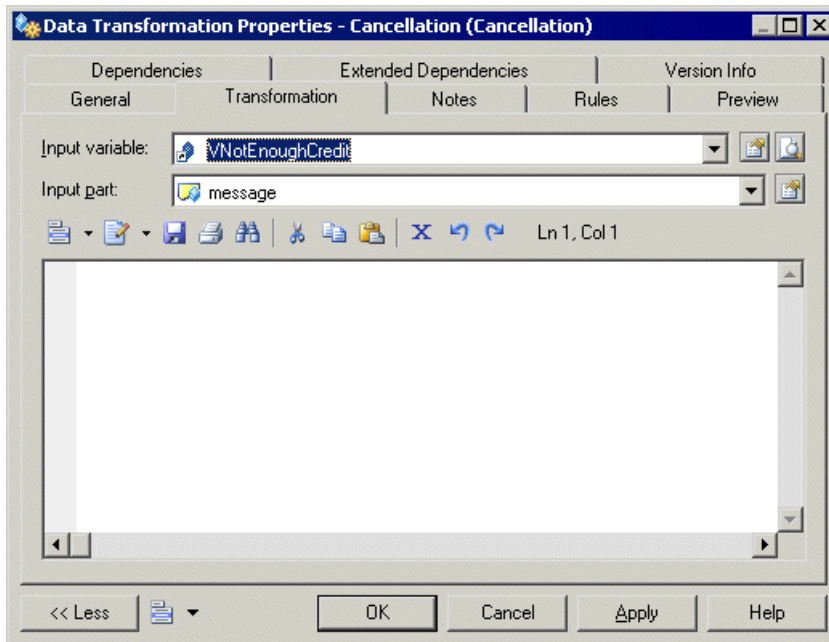 Data Transformation Properties - Cancellation (Cancellation)
Dependencies Extended Dependencies Version Info
General Transformation Notes Rules Preview
Input variable: VNotEnoughCredit
Input part: message
X Ln 1, Col 1
<< Less OK Cancel Apply Help